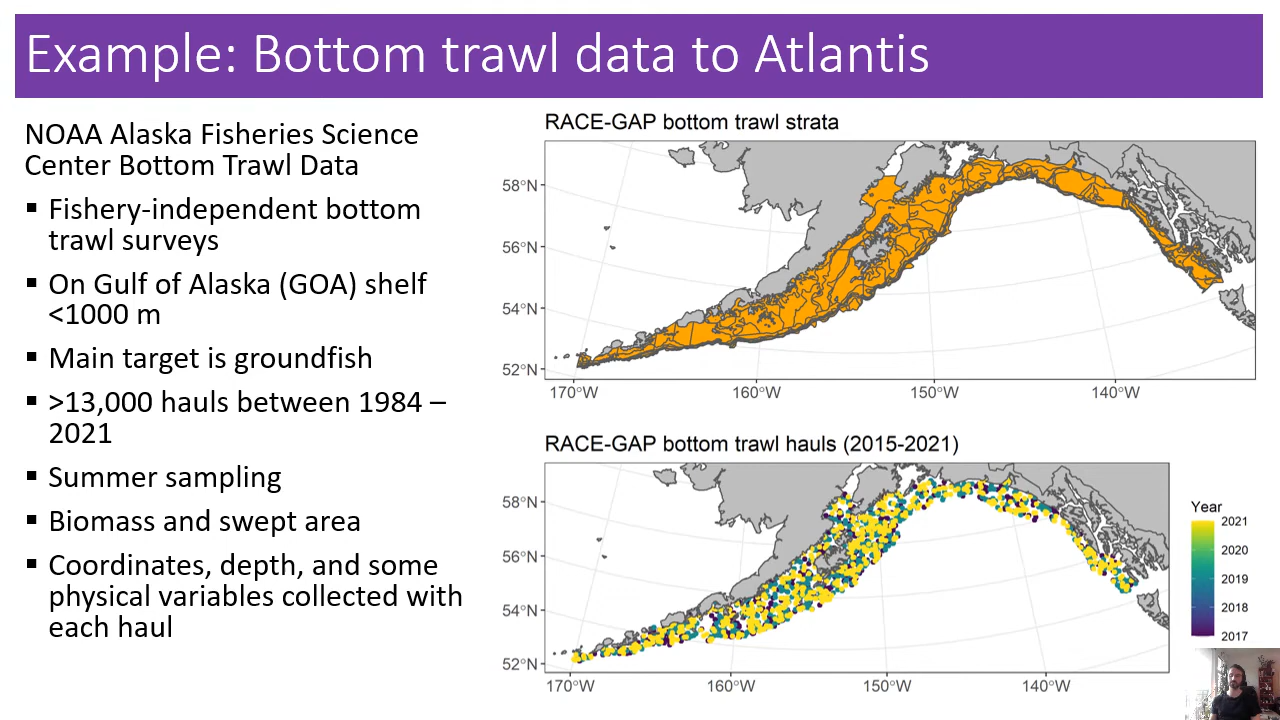 Example: Bottom trawl data to Atlantis
NOAA Alaska Fisheries Science
Center Bottom Trawl Data
▪ Fishery-independent bottom
trawl surveys
▪ On Gulf of Alaska (GOA) shelf
<1000 m
▪ Main target is groundfish
▪ >13,000 hauls between 1984 –
2021
▪ Summer sampling
▪ Biomass and swept area
▪ Coordinates, depth, and some
physical variables collected with
each haul
RACE-GAP bottom trawl strata
58°N
56°N
54°N
52°N
170°W 160°W 150°W 140°W
RACE-GAP bottom trawl hauls (2015-2021)
58°N
56°N
54°N
52°N
170°W 160°W 150°W 140°W
Year
2021
2020
2019
2018
2017